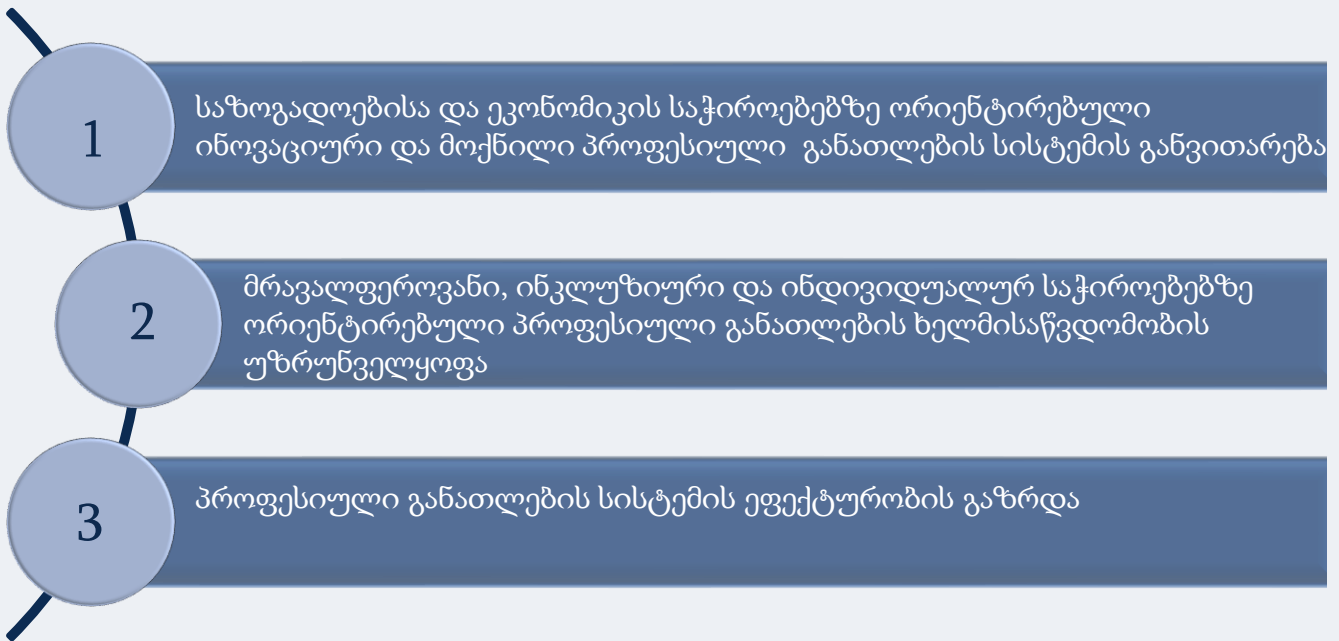 1
საზოგადოებისა და ეკონომიკის საჭიროებებზე ორიენტირებული
ინოვაციური და მოქნილი პროფესიული განათლების სისტემის განვითარება
2
მრავალფეროვანი, ინკლუზიური და ინდივიდუალურ საჭიროებებზე
ორიენტირებული პროფესიული განათლების ხელმისაწვდომობის
უზრუნველყოფა
3
პროფესიული განათლების სისტემის ეფექტურობის გაზრდა